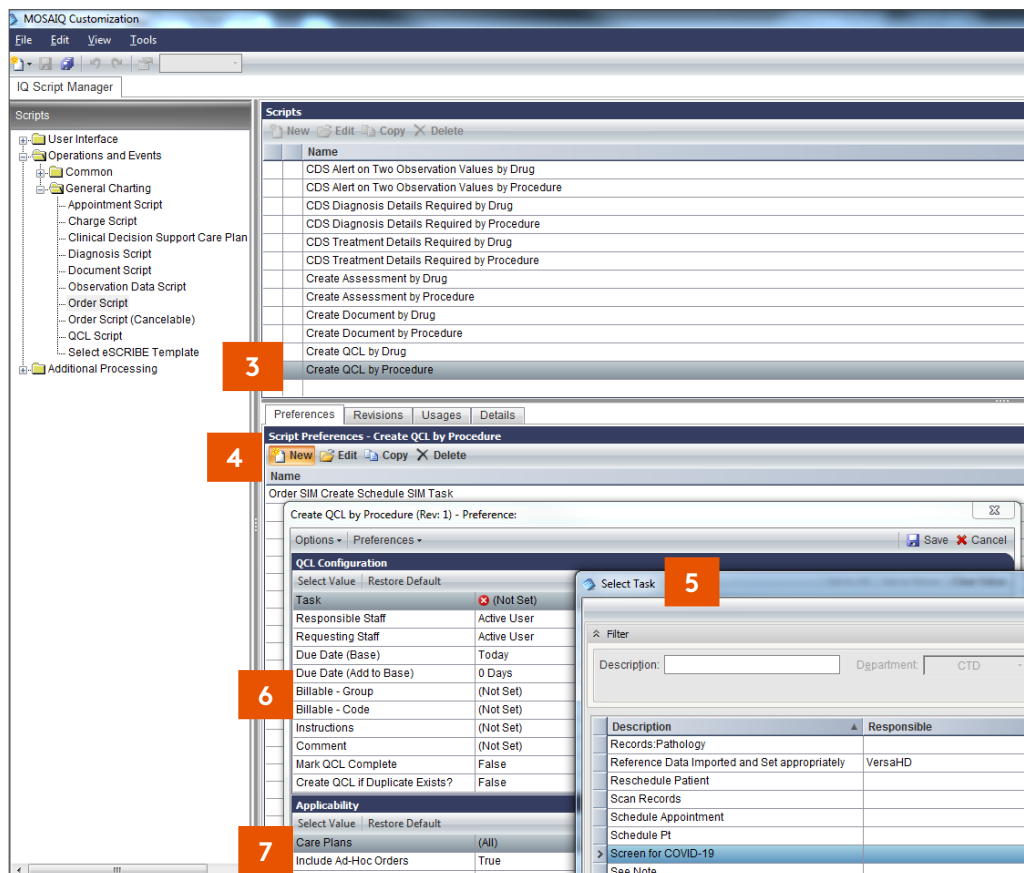 MOSAIQ Customization
File Edit View Tools
IQ Script Manager
Scripts
User Interface
Operations and Events
Common
General Charting
Appointment Script
Charge Script
Clinical Decision Support Care Plan
Diagnosis Script
Document Script
Observation Data Script
Order Script
Order Script (Cancelable)
QCL Script
Select eSCRIBE Template
Additional Processing
Scripts
New Edit Copy Delete
Name
CDS Alert on Two Observation Values by Drug
CDS Alert on Two Observation Values by Procedure
CDS Diagnosis Details Required by Drug
CDS Diagnosis Details Required by Procedure
CDS Treatment Details Required by Drug
CDS Treatment Details Required by Procedure
Create Assessment by Drug
Create Assessment by Procedure
Create Document by Drug
Create Document by Procedure
Create QCL by Drug
3 Create QCL by Procedure
Preferences Revisions Usages Details
Script Preferences - Create QCL by Procedure
4 New Edit Copy Delete
Name
Order SIM Create Schedule SIM Task
Create QCL by Procedure (Rev: 1) - Preference:
Options Preferences Save Cancel
QCL Configuration
Select Value Restore Default
Task (Not Set)
Responsible Staff Active User
Requesting Staff Active User
Due Date (Base) Today
Due Date (Add to Base) 0 Days
6 Billable - Group (Not Set)
Billable - Code (Not Set)
Instructions (Not Set)
Comment (Not Set)
Mark QCL Complete False
Create QCL if Duplicate Exists? False
Applicability
Select Value Restore Default
7 Care Plans (All)
Include Ad-Hoc Orders True
Select Task 5
Filter
Description: Department: CTD
Description Responsible
Records:Pathology
Reference Data Imported and Set appropriately VersaHD
Reschedule Patient
Scan Records
Schedule Appointment
Schedule Pt
Screen for COVID-19
See Note